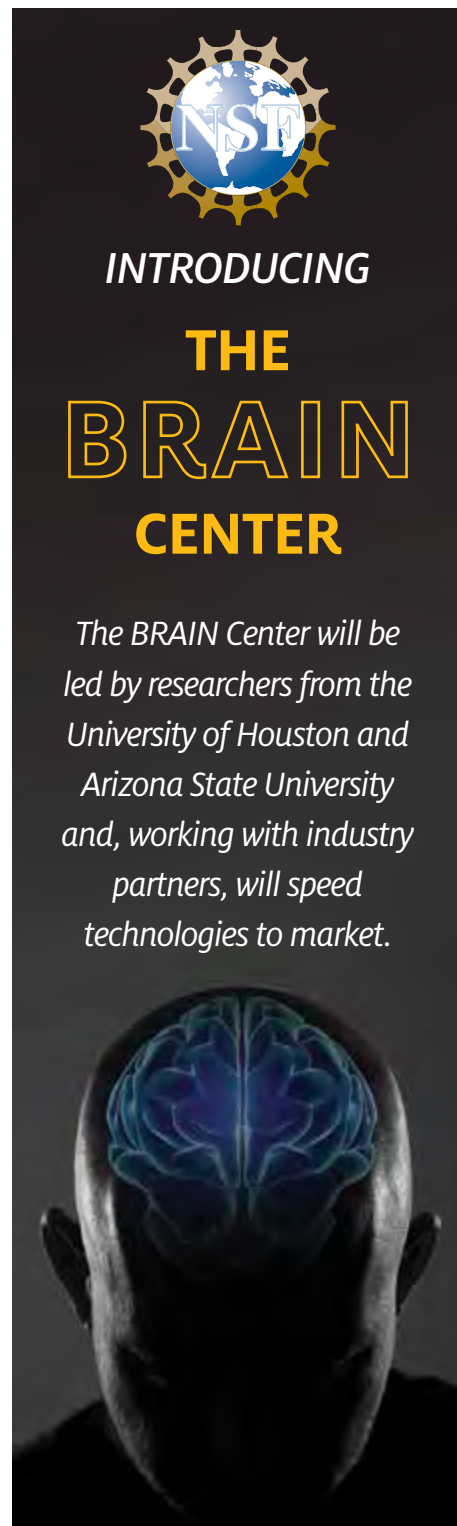 NSF
INTRODUCING
THE
BRAIN
CENTER
The BRAIN Center will be
led by researchers from the
University of Houston and
Arizona State University
and, working with industry
partners, will speed
technologies to market.